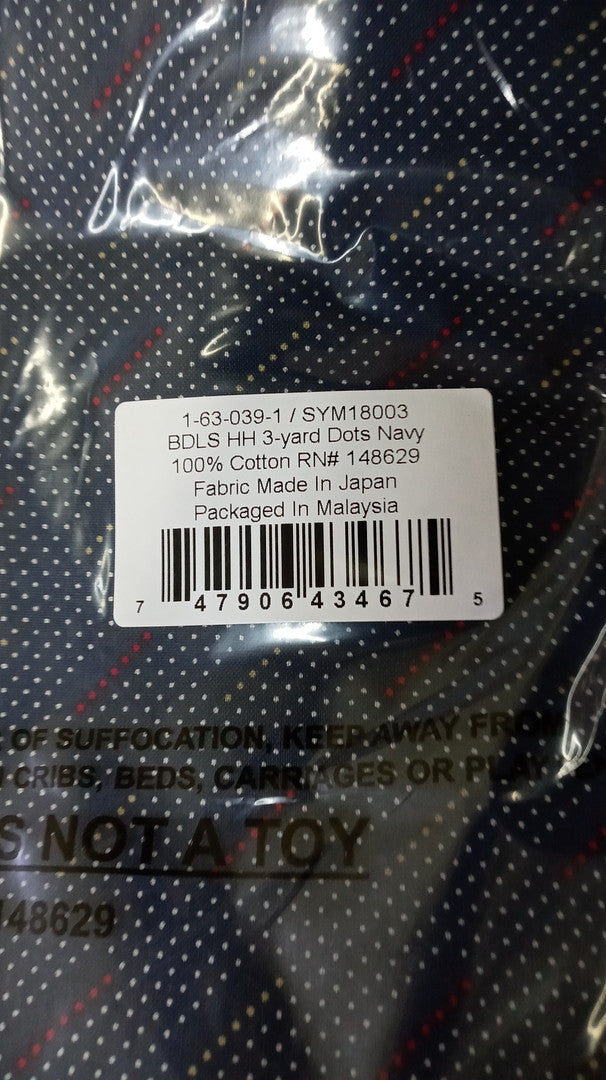 1-63-039-1 / SYM18003
BDLS HH 3-yard Dots Navy
100% Cotton RN# 148629
Fabric Made In Japan
Packaged In Malaysia
7 47906 43467 5
OF SUFFOCATION, KEEP AWAY FROM
CRIBS, BEDS, CARRIAGES OR
NOT A TOY
148629